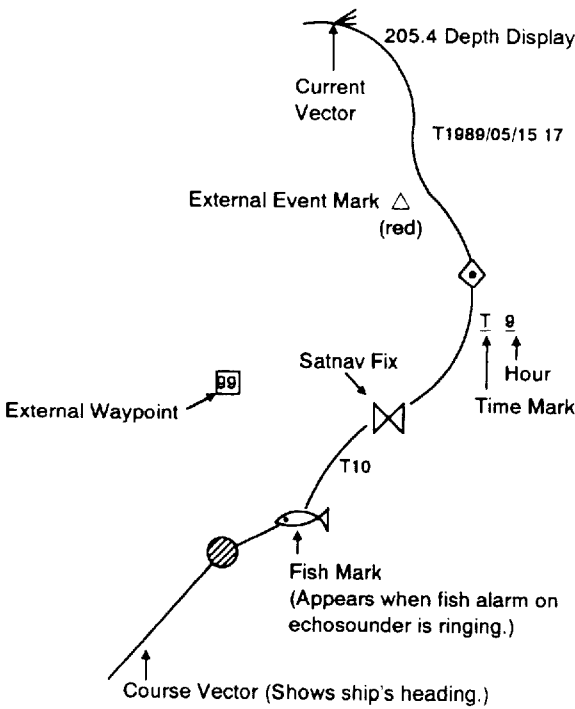 205.4 Depth Display
Current
Vector
T1989/05/15 17
External Event Mark
(red)
T 9
Hour
Time Mark
Satnav Fix
99
External Waypoint
T10
Fish Mark
(Appears when fish alarm on
echosounder is ringing.)
Course Vector (Shows ship's heading.)